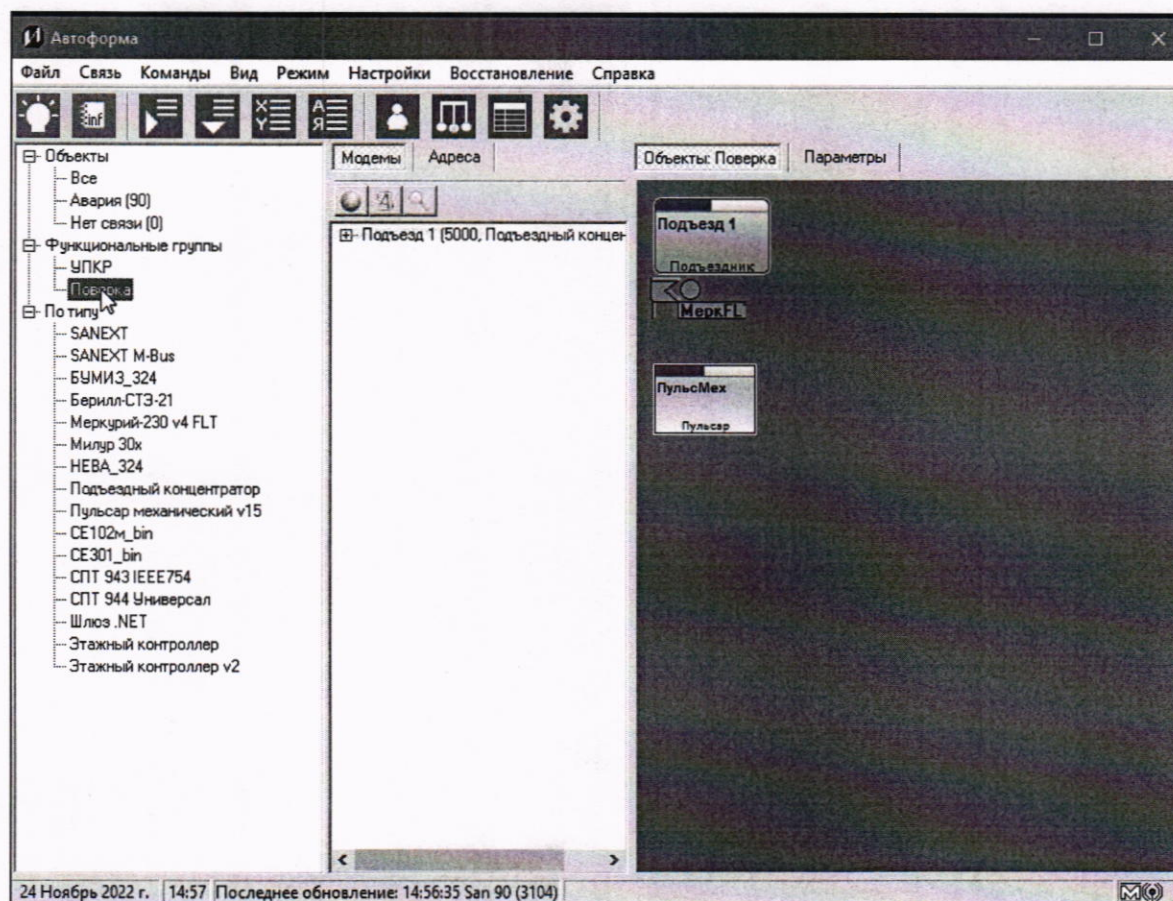 Автоформа
Файл Связь Команды Вид Режим Настройки Восстановление Справка
inf
X
Y
А
Я
Объекты
Все
Авария (90)
Нет связи (0)
Функциональные группы
УПКР
Поверка
По типу
SANEXT
SANEXT M-Bus
БУМИЗ_324
Берилл-СТЭ-21
Меркурий-230 v4 FLT
Милур 30x
НЕВА_324
Подъездный концентратор
Пульсар механический v15
CE102м_bin
CE301_bin
СПТ 943 IEEE754
СПТ 944 Универсал
Шлюз .NET
Этажный контроллер
Этажный контроллер v2
Модемы Адреса
Подъезд 1 (5000, Подъездный концен
Объекты: Поверка Параметры
Подъезд 1
Подъездник
МеркFL
ПульсМех
Пульсар
24 Ноябрь 2022 г. 14:57 Последнее обновление: 14:56:35 San 90 (3104)